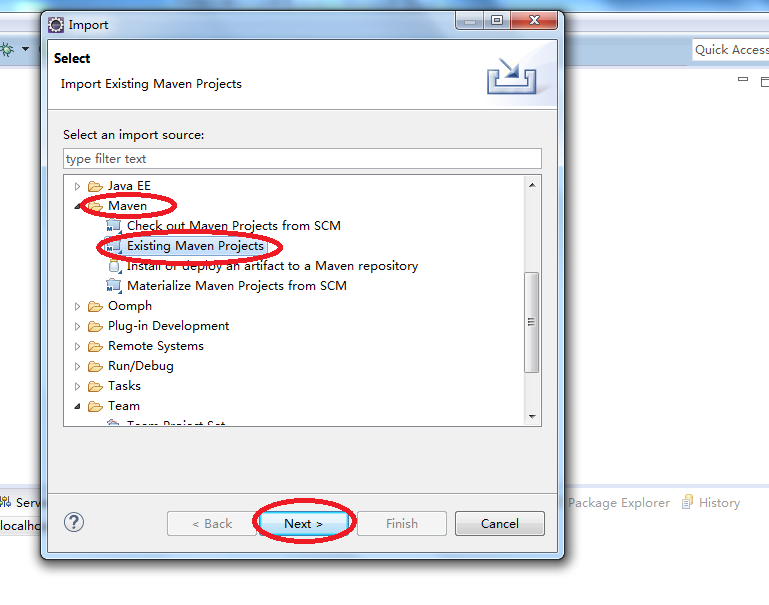 Import
Quick Access
Select
Import Existing Maven Projects
Select an import source:
type filter text
Java EE
Maven
Check out Maven Projects from SCM
Existing Maven Projects
Install or deploy an artifact to a Maven repository
Materialize Maven Projects from SCM
Oomph
Plug-in Development
Remote Systems
Run/Debug
Tasks
Team
Team Project Set
Serv
Package Explorer
History
localho
? < Back Next > Finish Cancel